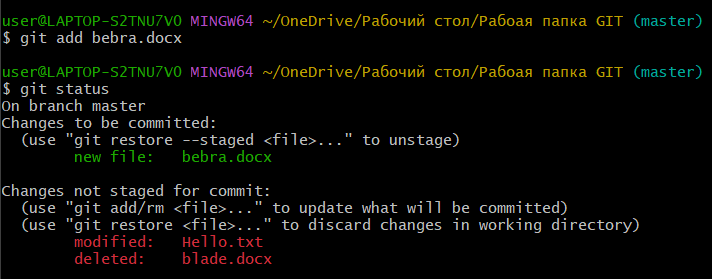 user@LAPTOP-S2TNU7VO MINGW64 ~/OneDrive/Рабочий стол/Рабоая папка GIT (master)
$ git add bebra.docx
user@LAPTOP-S2TNU7VO MINGW64 ~/OneDrive/Рабочий стол/Рабоая папка GIT (master)
$ git status
On branch master
Changes to be committed:
  (use "git restore --staged <file>..." to unstage)
        new file:   bebra.docx
Changes not staged for commit:
  (use "git add/rm <file>..." to update what will be committed)
  (use "git restore <file>..." to discard changes in working directory)
        modified:   Hello.txt
        deleted:    blade.docx